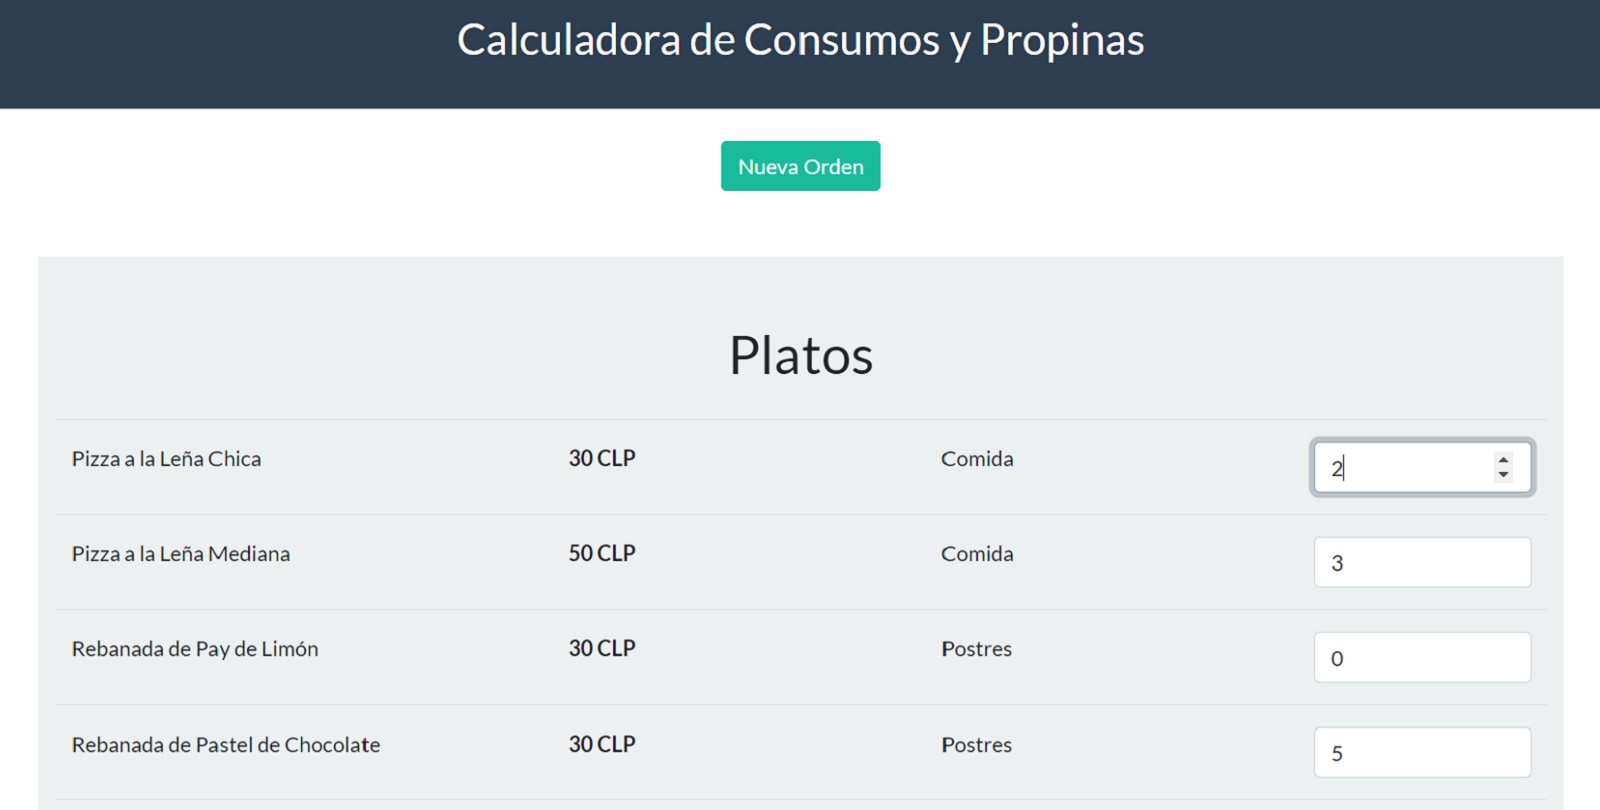 Calculadora de Consumos y Propinas
Nueva Orden
Platos
Pizza a la Leña Chica 30 CLP Comida 2
Pizza a la Leña Mediana 50 CLP Comida 3
Rebanada de Pay de Limón 30 CLP Postres 0
Rebanada de Pastel de Chocolate 30 CLP Postres 5